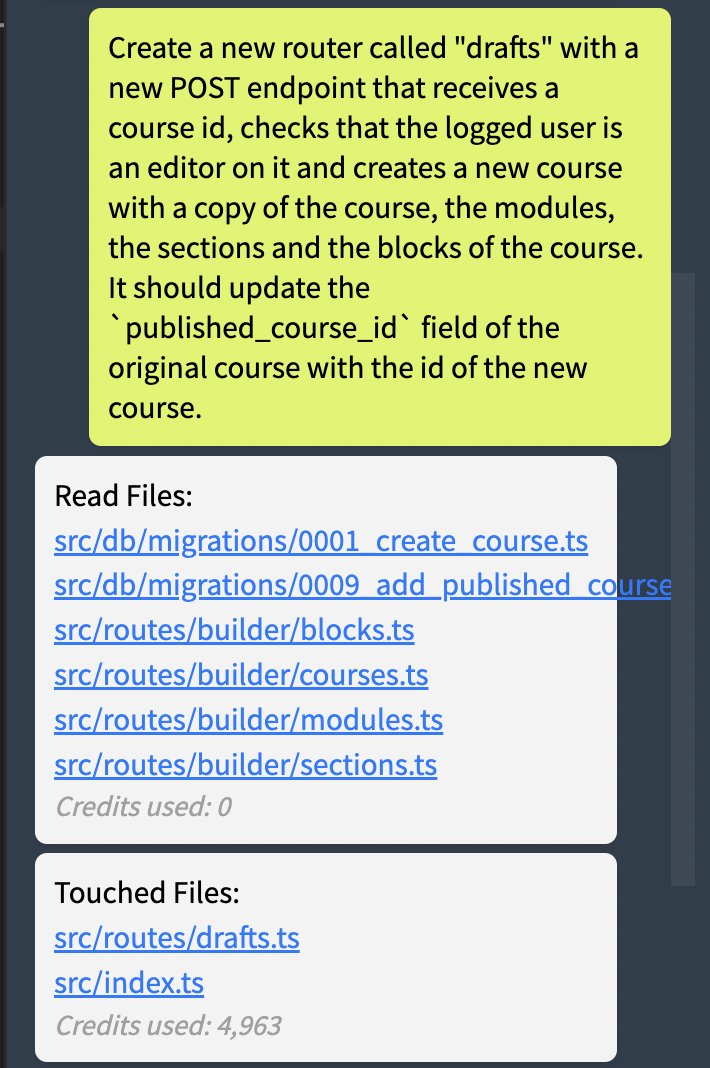 Create a new router called "drafts" with a
new POST endpoint that receives a
course id, checks that the logged user is
an editor on it and creates a new course
with a copy of the course, the modules,
the sections and the blocks of the course.
It should update the
`published_course_id` field of the
original course with the id of the new
course.
Read Files:
src/db/migrations/0001_create_course.ts
src/db/migrations/0009_add_published_course
src/routes/builder/blocks.ts
src/routes/builder/courses.ts
src/routes/builder/modules.ts
src/routes/builder/sections.ts
Credits used: 0
Touched Files:
src/routes/drafts.ts
src/index.ts
Credits used: 4,963